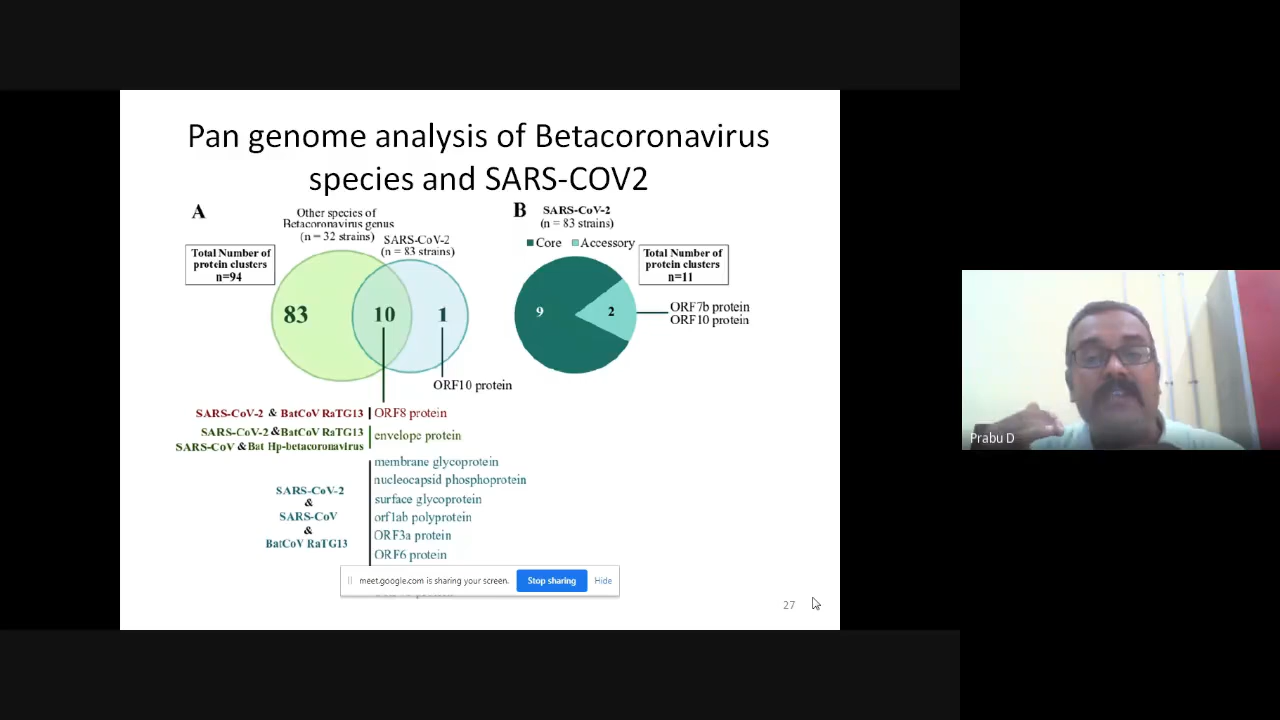 Pan genome analysis of Betacoronavirus
species and SARS-COV2
A
Other species of
Betacoronavirus genus
(n = 32 strains)
SARS-CoV-2
(n = 83 strains)
Total Number of
protein clusters
n=94
83
10
1
ORF10 protein
B
SARS-CoV-2
(n = 83 strains)
Core
Accessory
Total Number of
protein clusters
n=11
9
2
ORF7b protein
ORF10 protein
SARS-CoV-2 & BatCoV RaTG13
ORF8 protein
SARS-CoV-2 &BatCoV RaTG13
SARS-CoV &Bat Hp-betacoronavirus
envelope protein
SARS-CoV-2
&
SARS-CoV
&
BatCoV RaTG13
membrane glycoprotein
nucleocapsid phosphoprotein
surface glycoprotein
orf1ab polyprotein
ORF3a protein
ORF6 protein
meet.google.com is sharing your screen.
Stop sharing
Hide
27
Prabu D